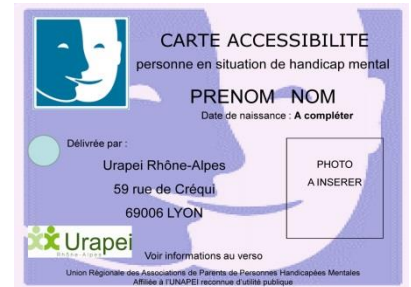 CARTE ACCESSIBILITE
personne en situation de handicap mental
PRENOM NOM
Date de naissance : A compléter
Délivrée par :
Urapei Rhône-Alpes
59 rue de Créqui
69006 LYON
PHOTO
A INSERER
Urapei
Rhône-Alpes
Voir informations au verso
Union Régionale des Associations de Parents de Personnes Handicapées Mentales
Affiliée à l'UNAPEI reconnue d'utilité publique